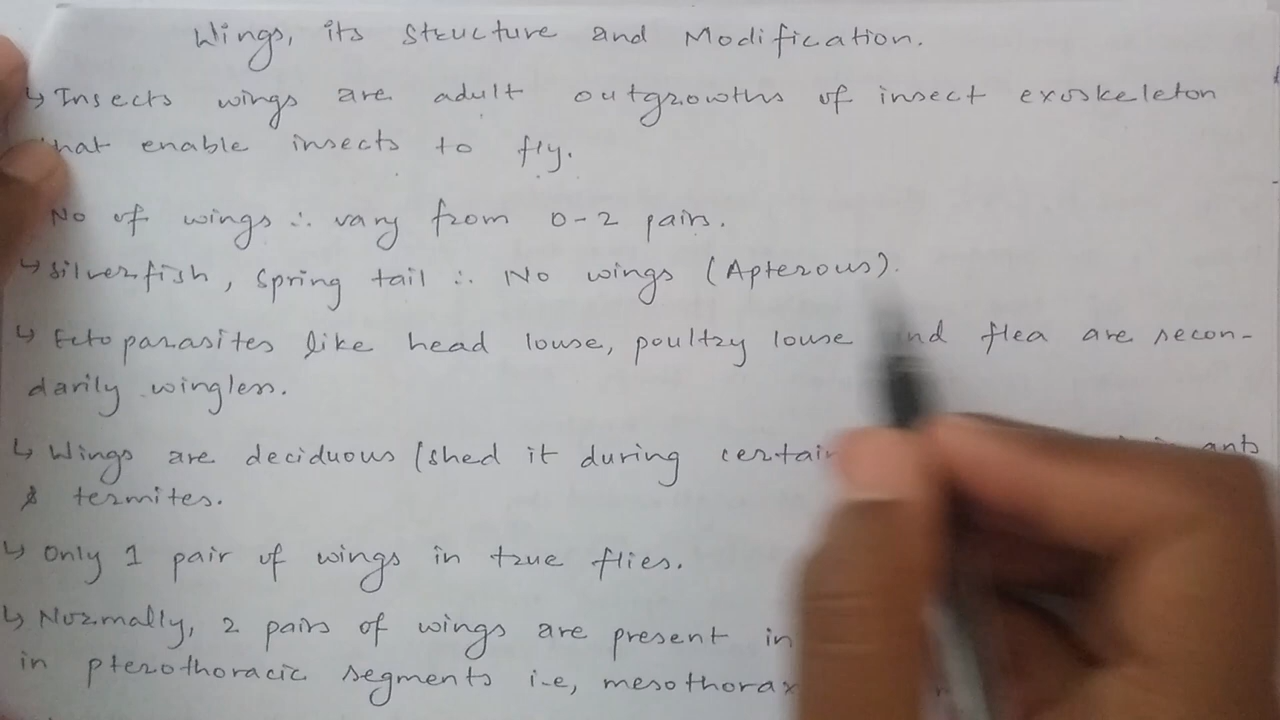 Wings, its Structure and Modification.
↳ Insects wings are adult outgrowths of insect exoskeleton
that enable insects to fly.
No of wings ∴ vary from 0-2 pairs.
↳ Silverfish, Spring tail ∴ No wings (Apterous).
↳ Ectoparasites like head louse, poultry louse and flea are secon-
darily wingless.
↳ Wings are deciduous (shed it during certain ants
& termites.
↳ Only 1 pair of wings in true flies.
↳ Normally, 2 pairs of wings are present in
in pterothoracic segments i.e, mesothorax